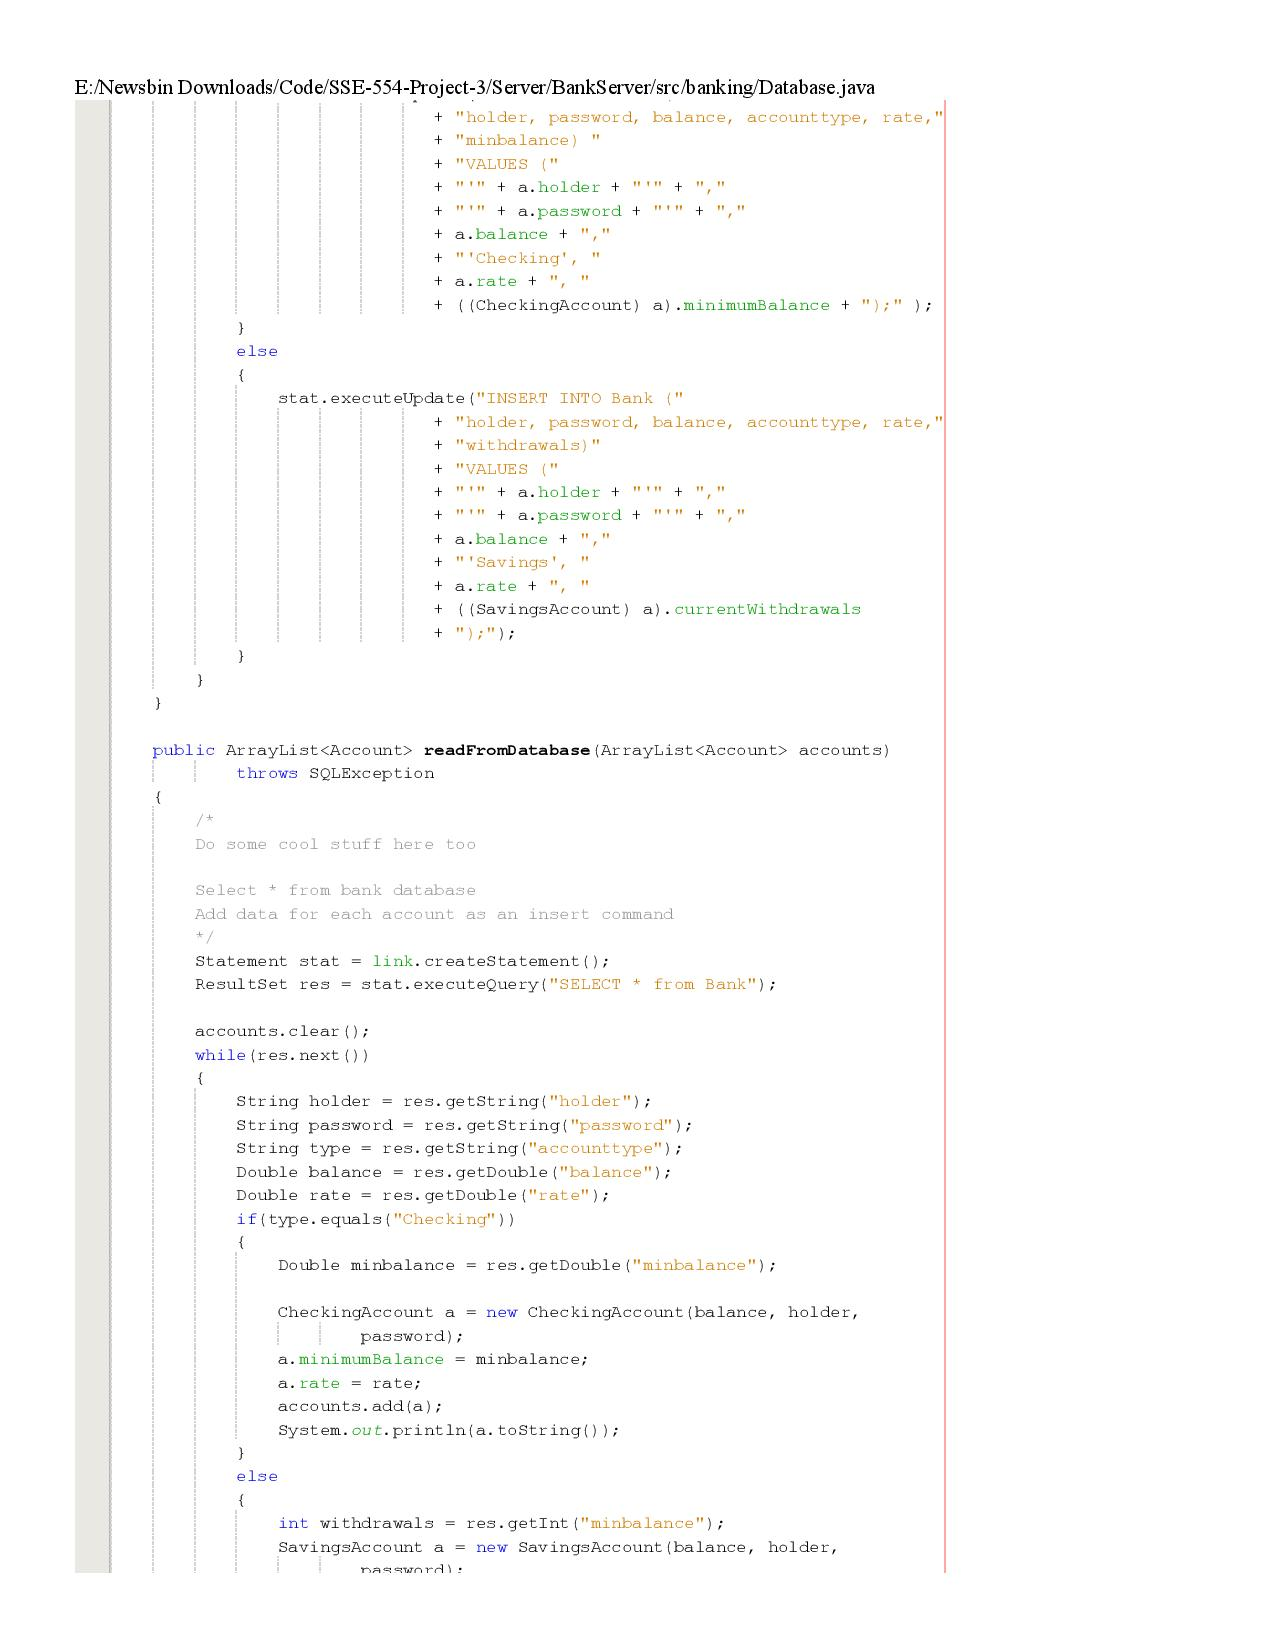 E:/Newsbin Downloads/Code/SSE-554-Project-3/Server/BankServer/src/banking/Database.java
+ "holder, password, balance, accounttype, rate,"
+ "minbalance) "
+ "VALUES ("
+ "'" + a.holder + "'" + ","
+ "'" + a.password + "'" + ","
+ a.balance + ","
+ "'Checking', "
+ a.rate + ", "
+ ((CheckingAccount) a).minimumBalance + ");" );
}
else
{
stat.executeUpdate("INSERT INTO Bank ("
+ "holder, password, balance, accounttype, rate,"
+ "withdrawals)"
+ "VALUES ("
+ "'" + a.holder + "'" + ","
+ "'" + a.password + "'" + ","
+ a.balance + ","
+ "'Savings', "
+ a.rate + ", "
+ ((SavingsAccount) a).currentWithdrawals
+ ");");
}
}
}
public ArrayList<Account> readFromDatabase(ArrayList<Account> accounts)
throws SQLException
{
/*
Do some cool stuff here too
Select * from bank database
Add data for each account as an insert command
*/
Statement stat = link.createStatement();
ResultSet res = stat.executeQuery("SELECT * from Bank");
accounts.clear();
while(res.next())
{
String holder = res.getString("holder");
String password = res.getString("password");
String type = res.getString("accounttype");
Double balance = res.getDouble("balance");
Double rate = res.getDouble("rate");
if(type.equals("Checking"))
{
Double minbalance = res.getDouble("minbalance");
CheckingAccount a = new CheckingAccount(balance, holder,
password);
a.minimumBalance = minbalance;
a.rate = rate;
accounts.add(a);
System.out.println(a.toString());
}
else
{
int withdrawals = res.getInt("minbalance");
SavingsAccount a = new SavingsAccount(balance, holder,
password);